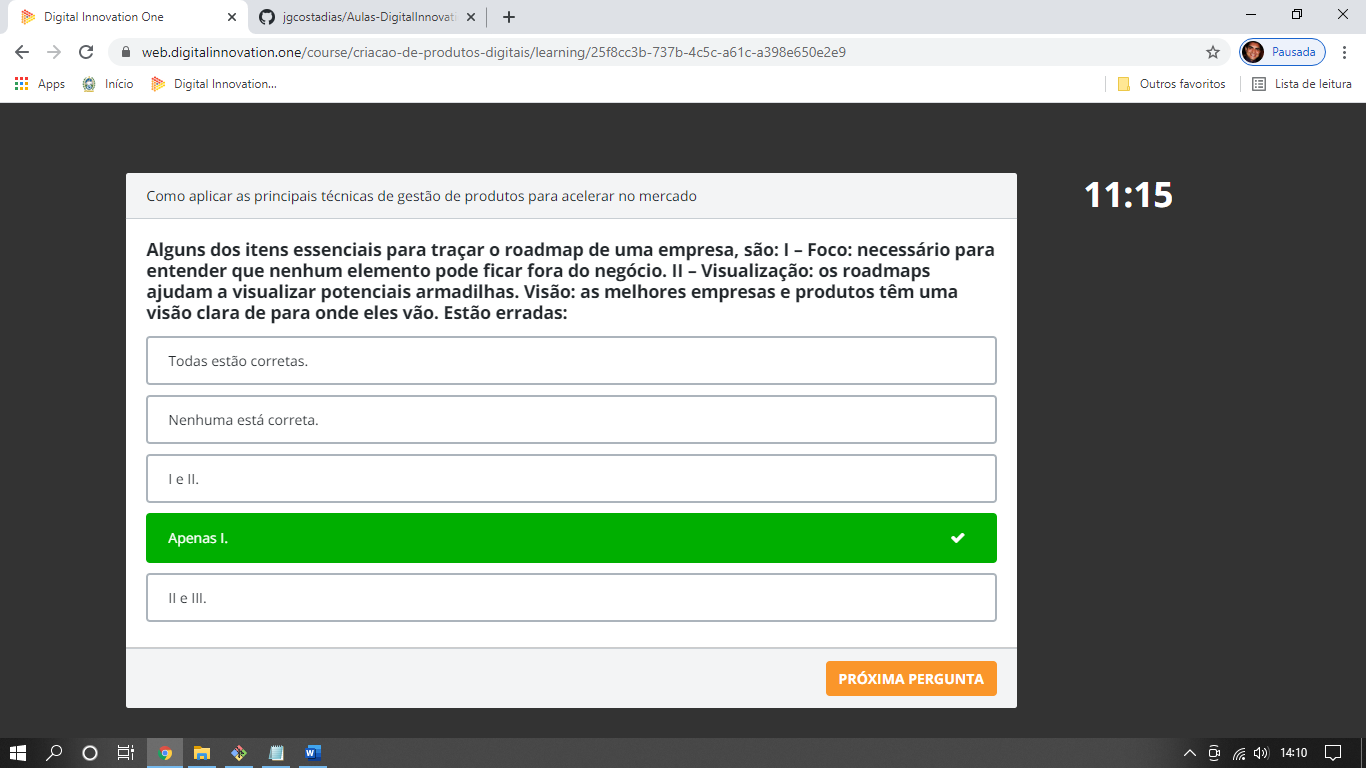 Digital Innovation One
jgcostadias/Aulas-DigitalInnovati
web.digitalinnovation.one/course/criacao-de-produtos-digitais/learning/25f8cc3b-737b-4c5c-a61c-a398e650e2e9
Pausada
Apps
Início
Digital Innovation...
Outros favoritos
Lista de leitura
Como aplicar as principais técnicas de gestão de produtos para acelerar no mercado
11:15
Alguns dos itens essenciais para traçar o roadmap de uma empresa, são: I – Foco: necessário para
entender que nenhum elemento pode ficar fora do negócio. II – Visualização: os roadmaps
ajudam a visualizar potenciais armadilhas. Visão: as melhores empresas e produtos têm uma
visão clara de para onde eles vão. Estão erradas:
Todas estão corretas.
Nenhuma está correta.
I e II.
Apenas I.
II e III.
PRÓXIMA PERGUNTA
14:10